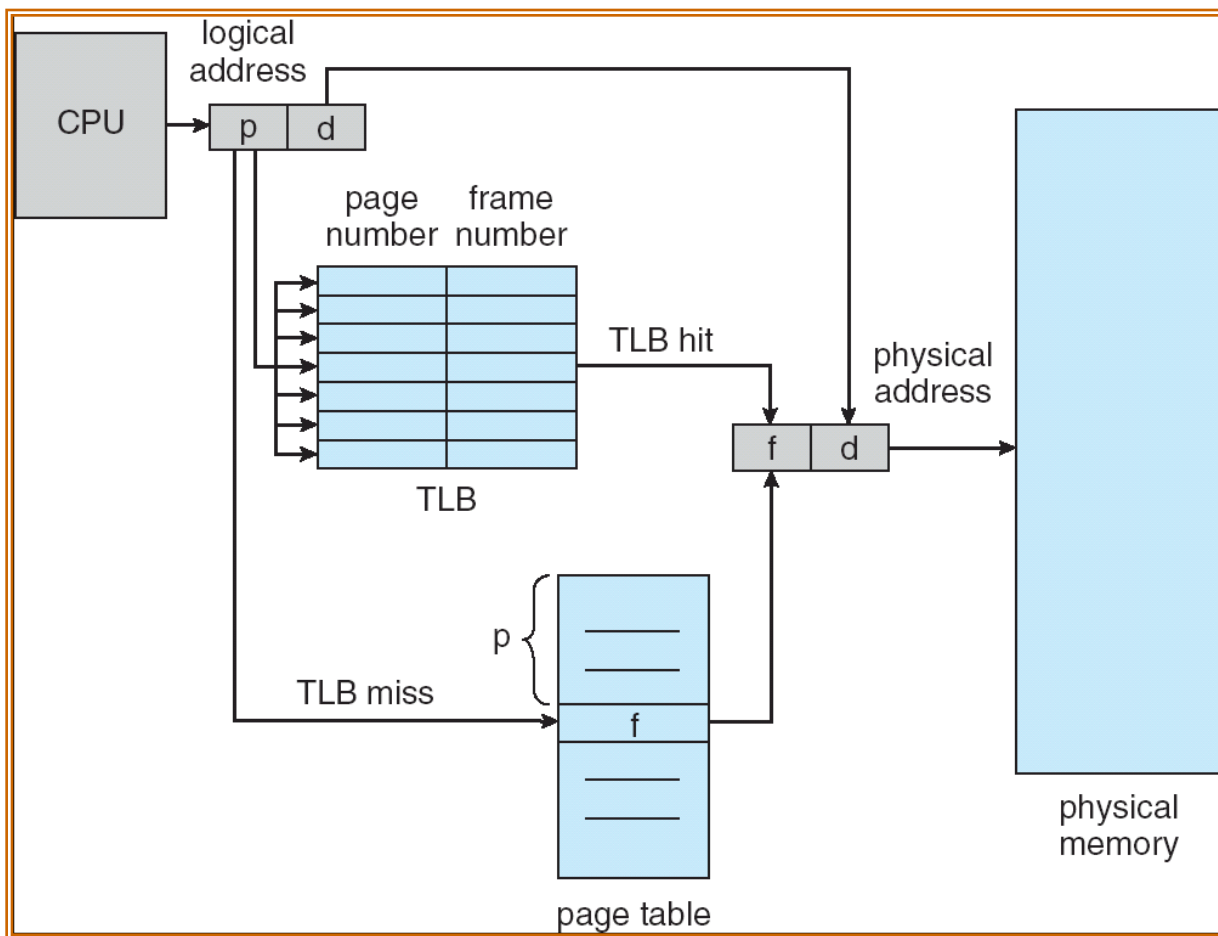 logical
address
CPU
p
d
page
number
frame
number
TLB hit
physical
address
f
d
TLB
p
TLB miss
f
physical
memory
page table